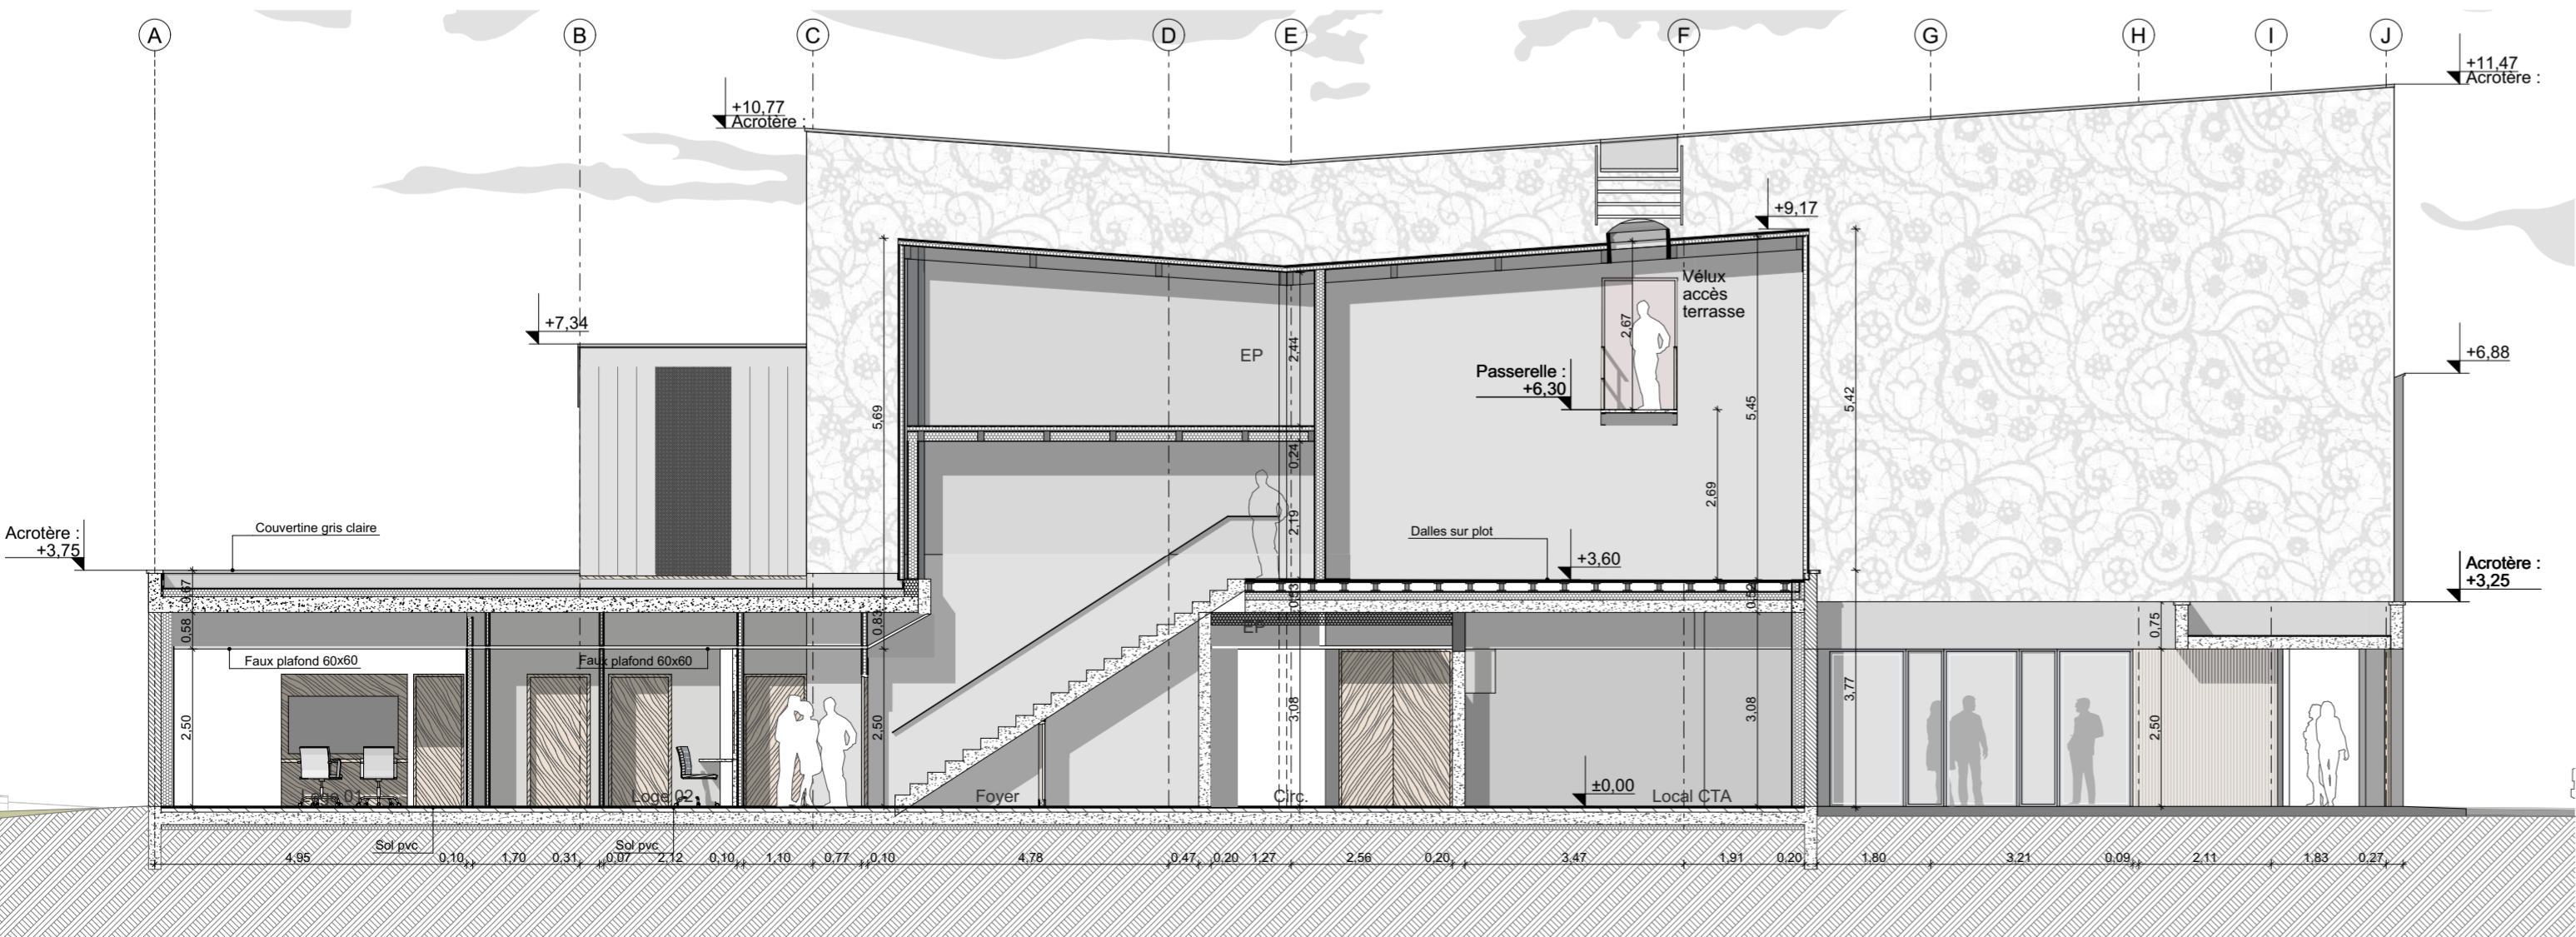 A
B
C
D
E
F
G
H
I
J
+11,47
Acrotère :
+10,77
Acrotère :
+9,17
Vélux
accès
terrasse
+7,34
2,67
EP
2,44
Passerelle :
+6,30
+6,88
5,69
5,45
5,42
0,24
2,69
2,19
Acrotère :
+3,75
Couvertine gris claire
Dalles sur plot
+3,60
Acrotère :
+3,25
0,67
0,53
0,52
0,58
0,83
EP
0,75
Faux plafond 60x60
Faux plafond 60x60
2,50
2,50
3,08
3,08
3,77
2,50
Loge 01
Loge 02
Foyer
Circ.
±0,00
Local CTA
Sol pvc
Sol pvc
4,95 0,10 1,70 0,31 0,07 2,12 0,10 1,10 0,77 0,10 4,78 0,47 0,20 1,27 2,56 0,20 3,47 1,91 0,20 1,80 3,21 0,09 2,11 1,83 0,27